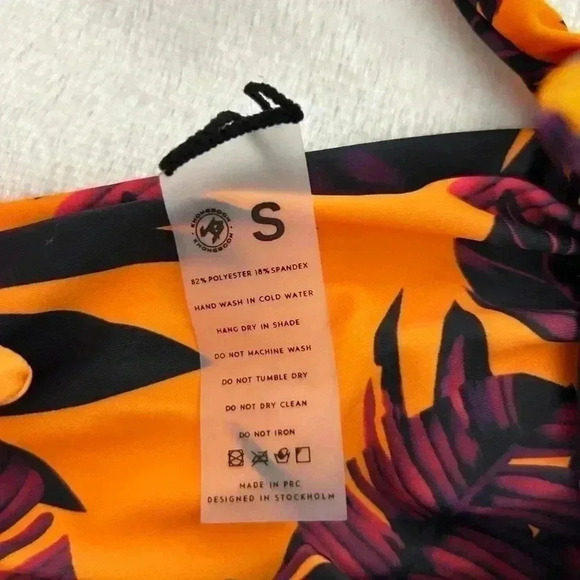 S
82% POLYESTER 18% SPANDEX
HAND WASH IN COLD WATER
HANG DRY IN SHADE
DO NOT MACHINE WASH
DO NOT TUMBLE DRY
DO NOT DRY CLEAN
DO NOT IRON
MADE IN PRC
DESIGNED IN STOCKHOLM